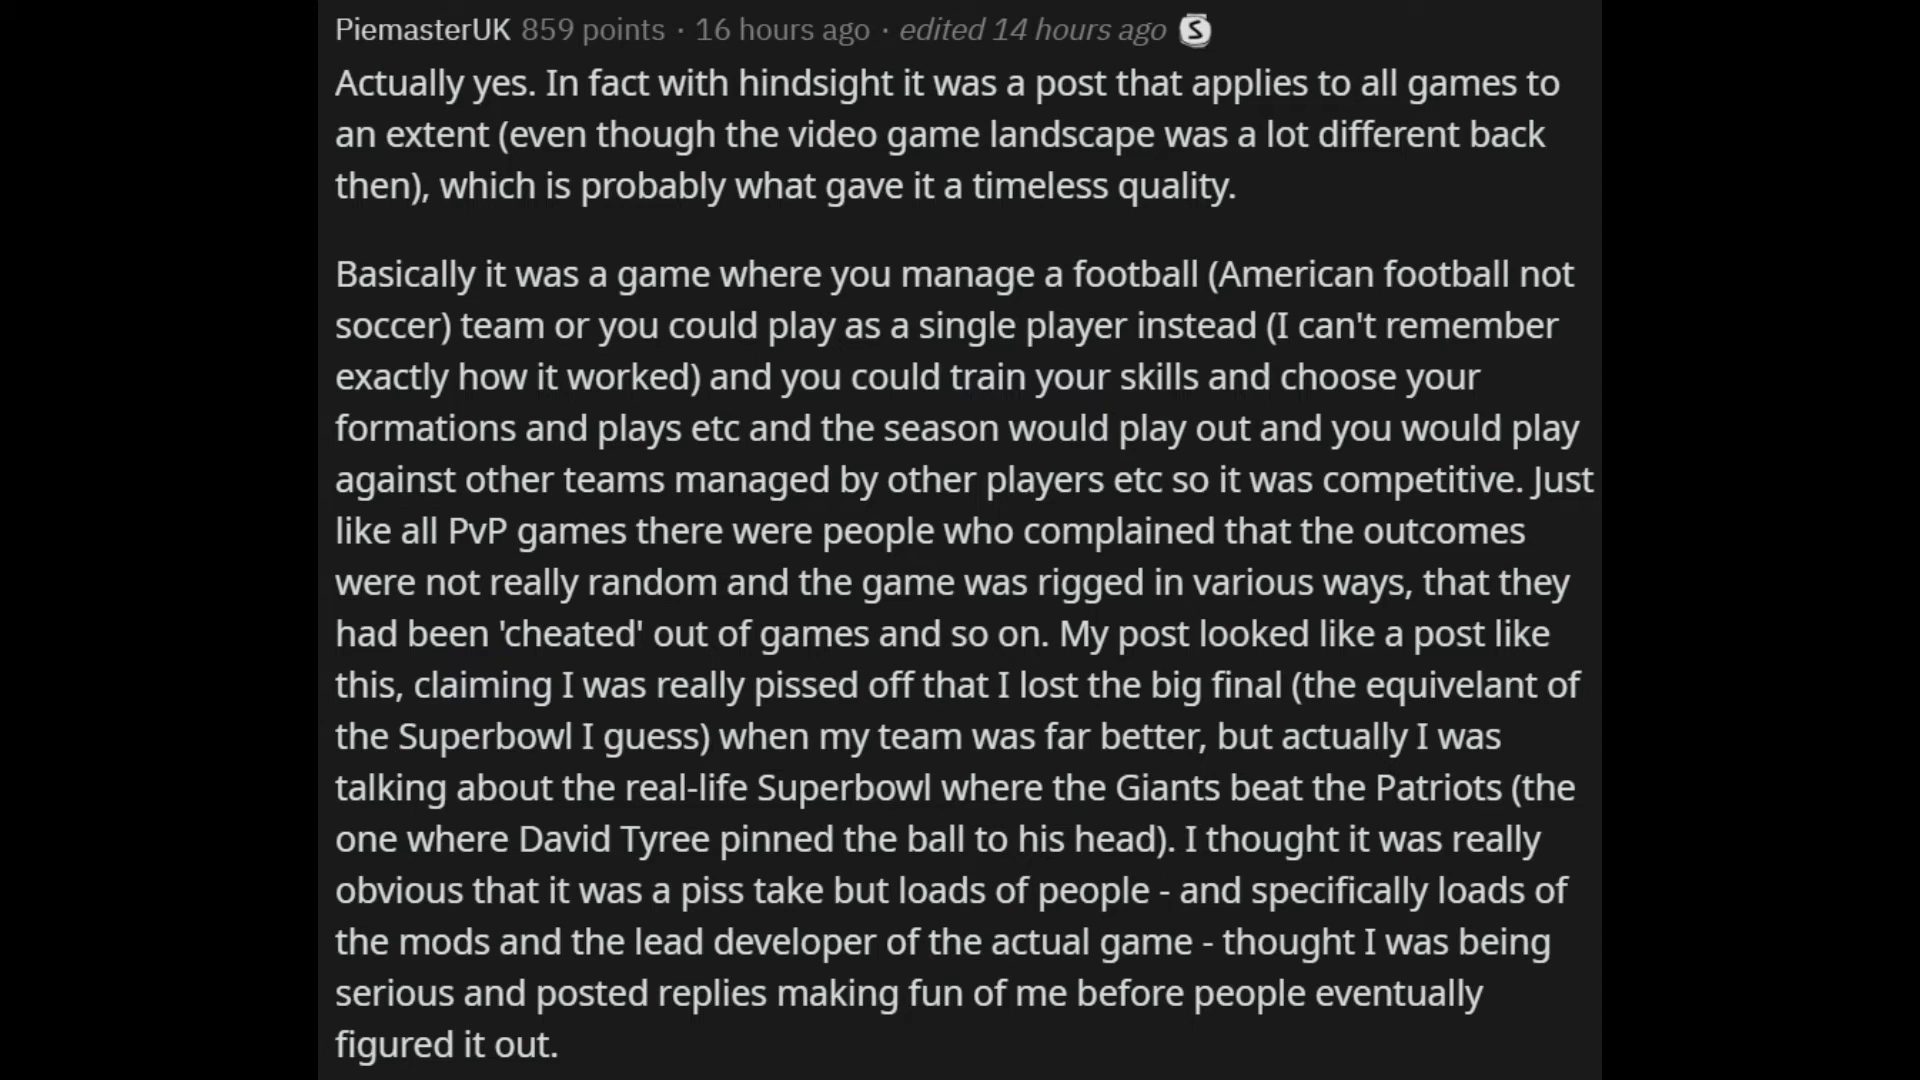 PiemasterUK 859 points · 16 hours ago · edited 14 hours ago S
Actually yes. In fact with hindsight it was a post that applies to all games to
an extent (even though the video game landscape was a lot different back
then), which is probably what gave it a timeless quality.
Basically it was a game where you manage a football (American football not
soccer) team or you could play as a single player instead (I can't remember
exactly how it worked) and you could train your skills and choose your
formations and plays etc and the season would play out and you would play
against other teams managed by other players etc so it was competitive. Just
like all PvP games there were people who complained that the outcomes
were not really random and the game was rigged in various ways, that they
had been 'cheated' out of games and so on. My post looked like a post like
this, claiming I was really pissed off that I lost the big final (the equivelant of
the Superbowl I guess) when my team was far better, but actually I was
talking about the real-life Superbowl where the Giants beat the Patriots (the
one where David Tyree pinned the ball to his head). I thought it was really
obvious that it was a piss take but loads of people - and specifically loads of
the mods and the lead developer of the actual game - thought I was being
serious and posted replies making fun of me before people eventually
figured it out.